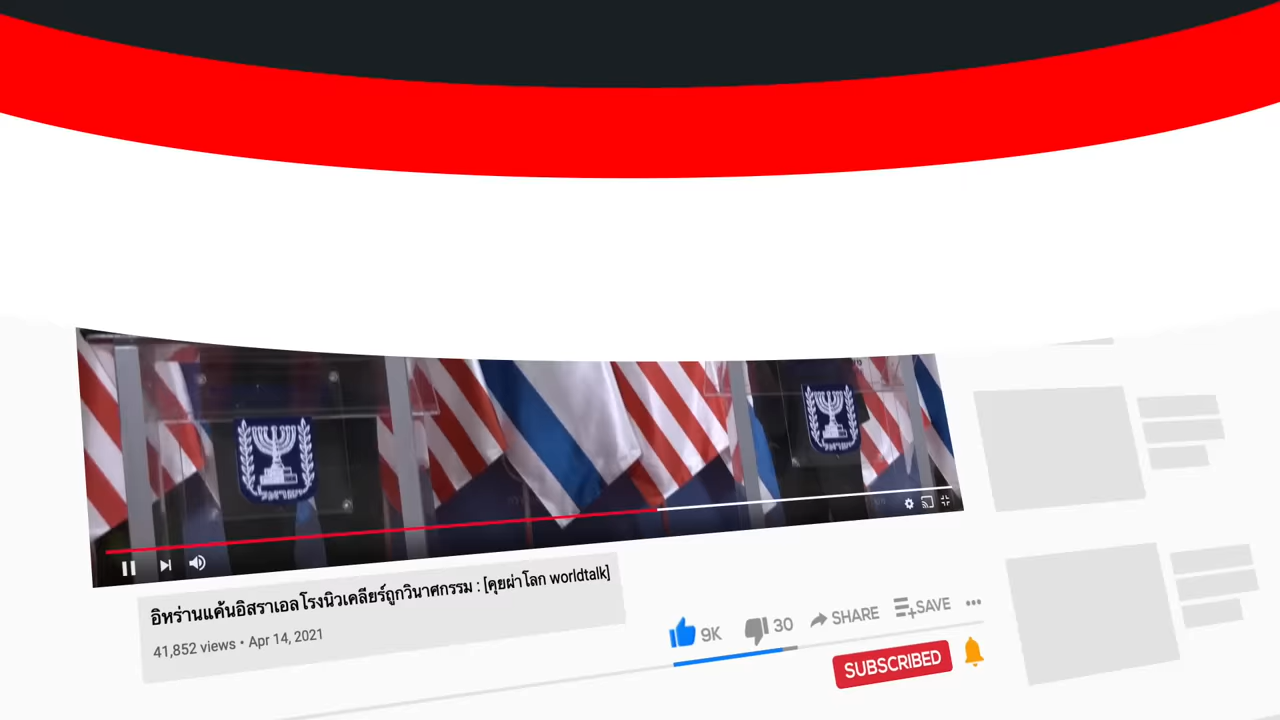 อิหร่านแค้นอิสราเอลโรงนิวเคลียร์ถูกวินาศกรรม : [คุยผ่าโลก worldtalk]
41,852 views • Apr 14, 2021
9K
30
SHARE
SAVE
SUBSCRIBED